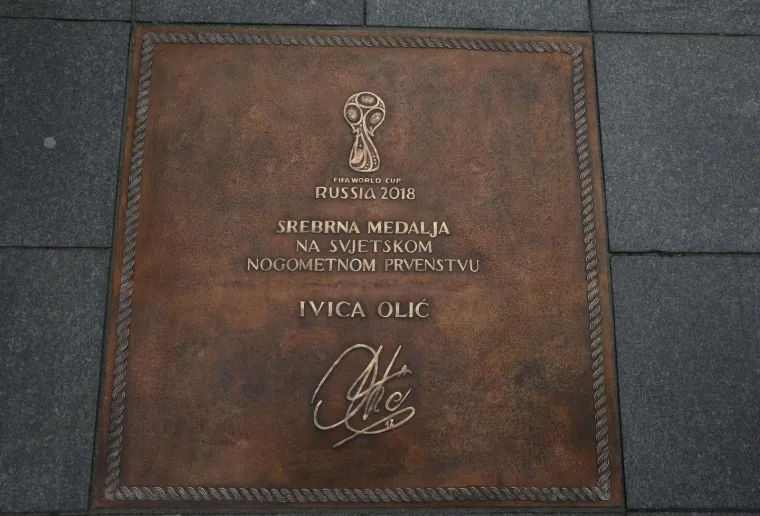 FIFA WORLD CUP
RUSSIA 2018
SREBRNA MEDALJA
NA SVJETSKOM
NOGOMETNOM PRVENSTVU
IVICA OLIĆ